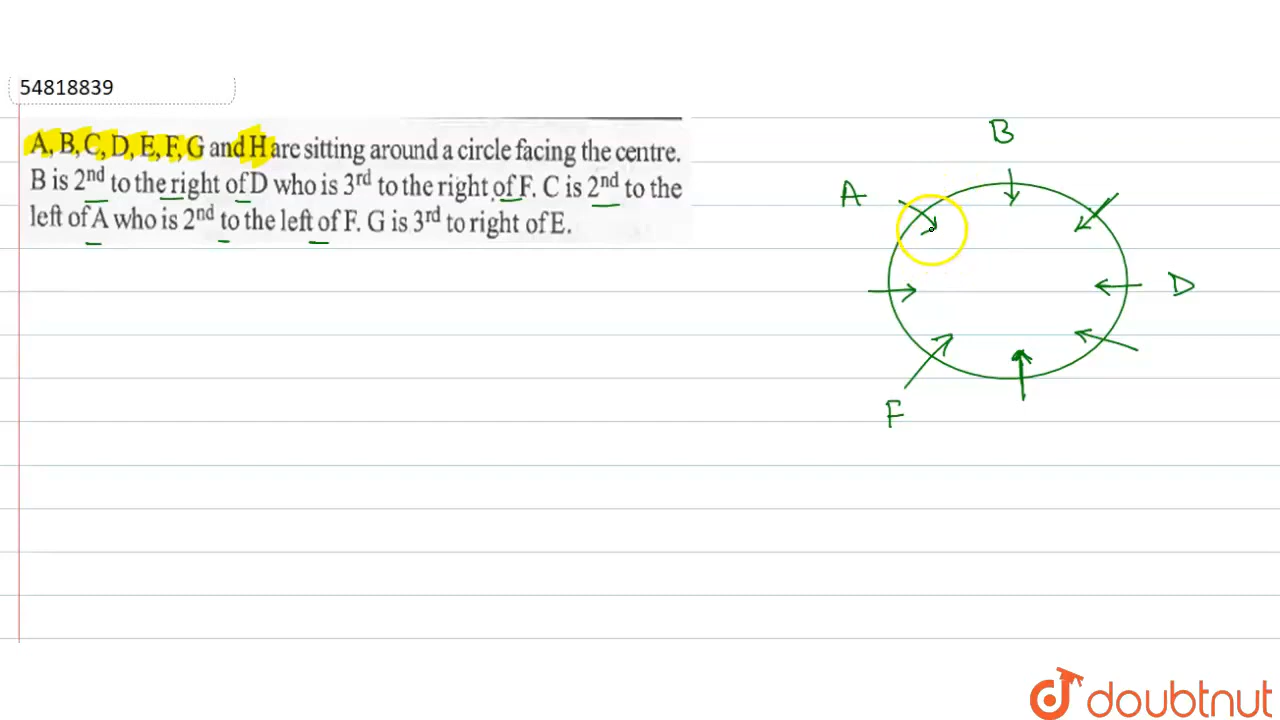 54818839
A, B, C, D, E, F, G and H are sitting around a circle facing the centre.
B is 2nd to the right of D who is 3rd to the right of F. C is 2nd to the
left of A who is 2nd to the left of F. G is 3rd to right of E.
B
A
D
F
doubtnut